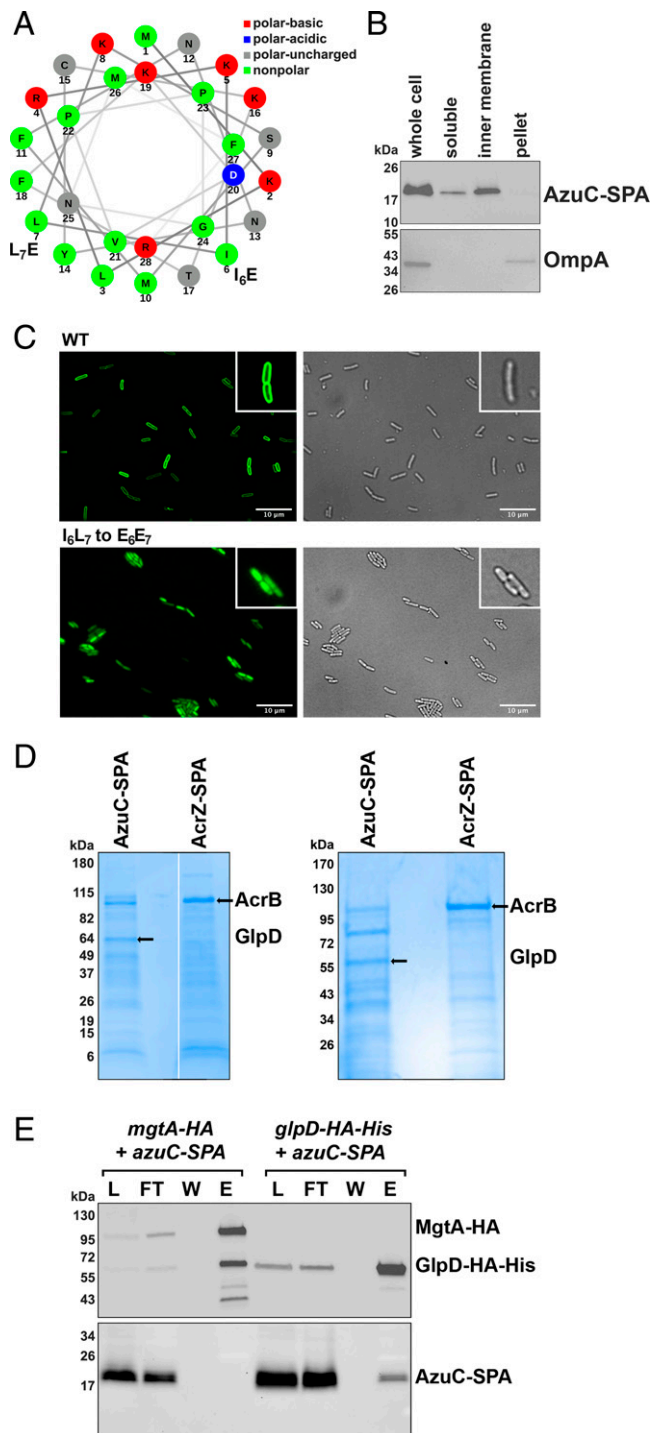 A
polar-basic
polar-acidic
polar-uncharged
nonpolar
K
8
M
1
N
12
C
15
M
26
K
19
K
5
R
4
P
22
P
23
K
16
F
11
F
27
S
9
F
18
D
20
K
2
N
25
L
7
G
24
N
13
L7E
Y
14
V
21
R
28
I
6
I6E
L
3
M
10
T
17
B
whole cell
soluble
inner membrane
pellet
kDa
26
17
10
AzuC-SPA
55
43
34
26
OmpA
C
WT
10 µm
10 µm
I6L7 to E6E7
10 µm
10 µm
D
AzuC-SPA
AcrZ-SPA
kDa
180
115
82
64
49
37
26
19
15
6
AcrB
GlpD
AzuC-SPA
AcrZ-SPA
kDa
170
130
95
72
55
43
34
26
AcrB
GlpD
E
mgtA-HA
+ azuC-SPA
glpD-HA-His
+ azuC-SPA
L FT W E L FT W E
kDa
130
95
72
55
43
MgtA-HA
GlpD-HA-His
34
26
17
AzuC-SPA